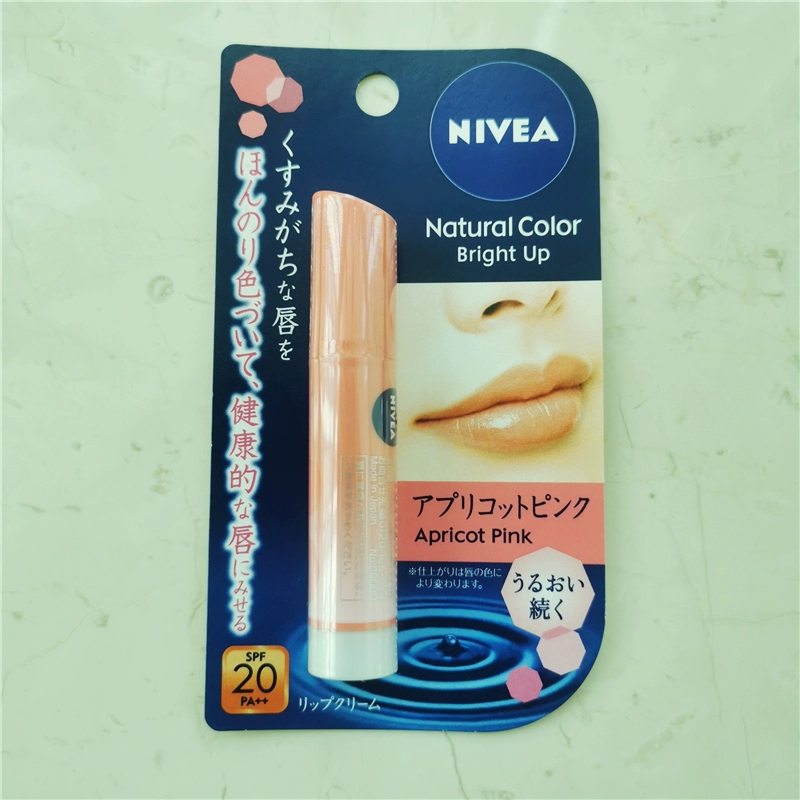 NIVEA
Natural Color
Bright Up
くすみがちな唇を
ほんのり色づいて、健康的な唇にみせる
NIVEA
Made in Japan
アプリコットピンク
Apricot Pink
※仕上がりは唇の色に
より変わります。
うるおい
続く
SPF
20
PA++
リップクリーム